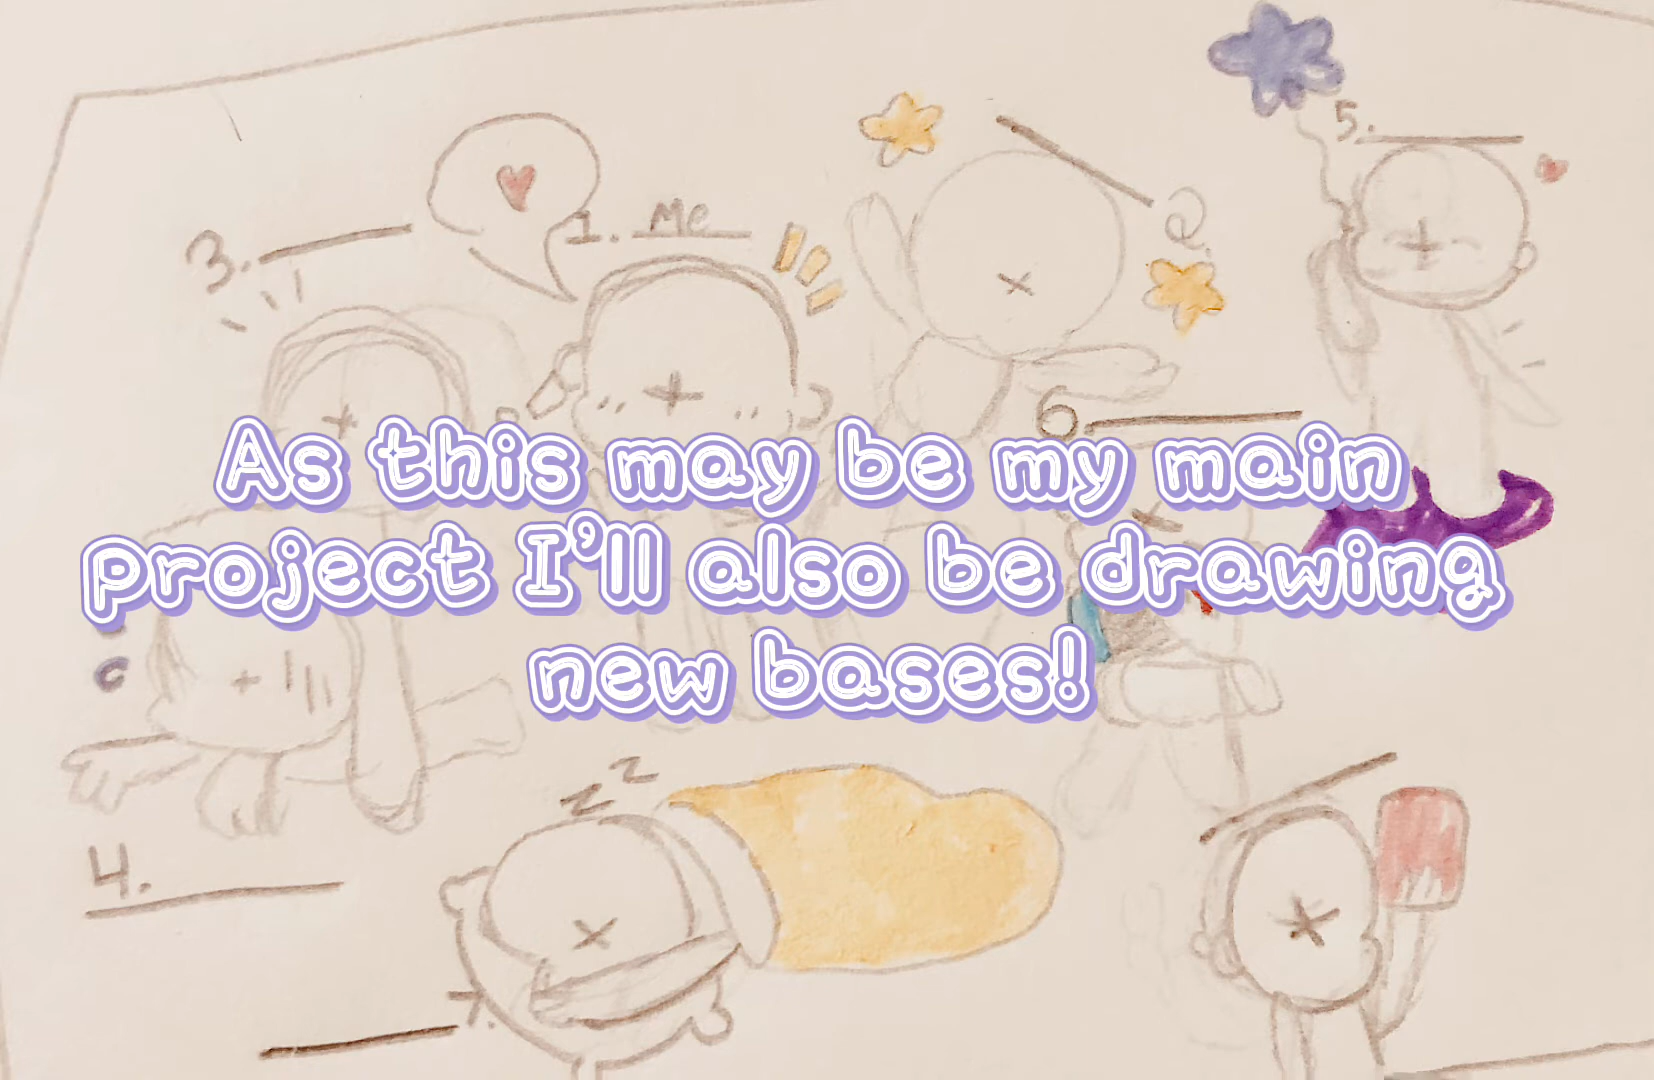 5.
3.
1. Me
2.
6.
As this may be my main
project I'll also be drawing
new bases!
c
zz
4.
7.